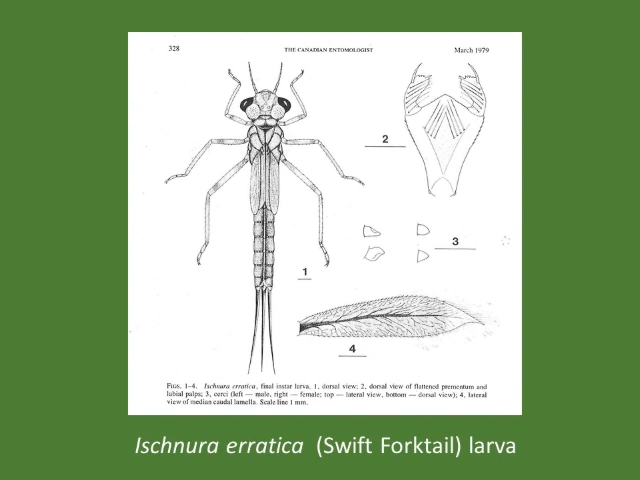 328 THE CANADIAN ENTOMOLOGIST March 1979
2
3
1
4
FIGS. 1–4. Ischnura erratica, final instar larva, 1, dorsal view; 2, dorsal view of flattened prementum and
labial palps; 3, cerci (left — male, right — female; top — lateral view, bottom — dorsal view); 4, lateral
view of median caudal lamella. Scale line 1 mm.
Ischnura erratica (Swift Forktail) larva